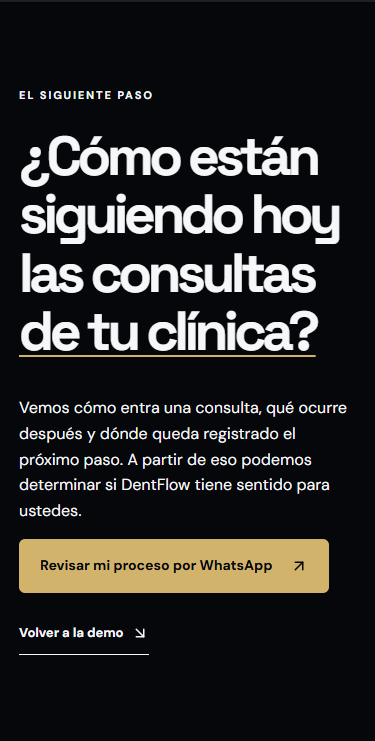 EL SIGUIENTE PASO
¿Cómo están
siguiendo hoy
las consultas
de tu clínica?
Vemos cómo entra una consulta, qué ocurre
después y dónde queda registrado el
próximo paso. A partir de eso podemos
determinar si DentFlow tiene sentido para
ustedes.
Revisar mi proceso por WhatsApp
Volver a la demo